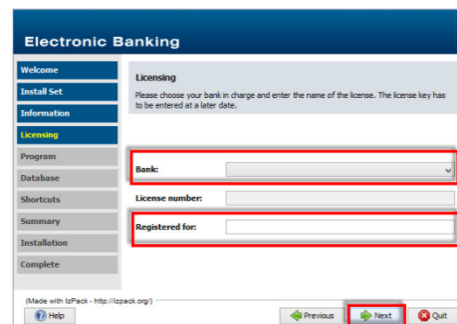 Electronic Banking
Welcome
Install Set
Information
Licensing
Program
Database
Shortcuts
Summary
Installation
Complete
Licensing
Please choose your bank in charge and enter the name of the license. The license key has
to be entered at a later date.
Bank:
License number:
Registered for:
(Made with IzPack - http://izpack.org/)
Help
Previous
Next
Quit